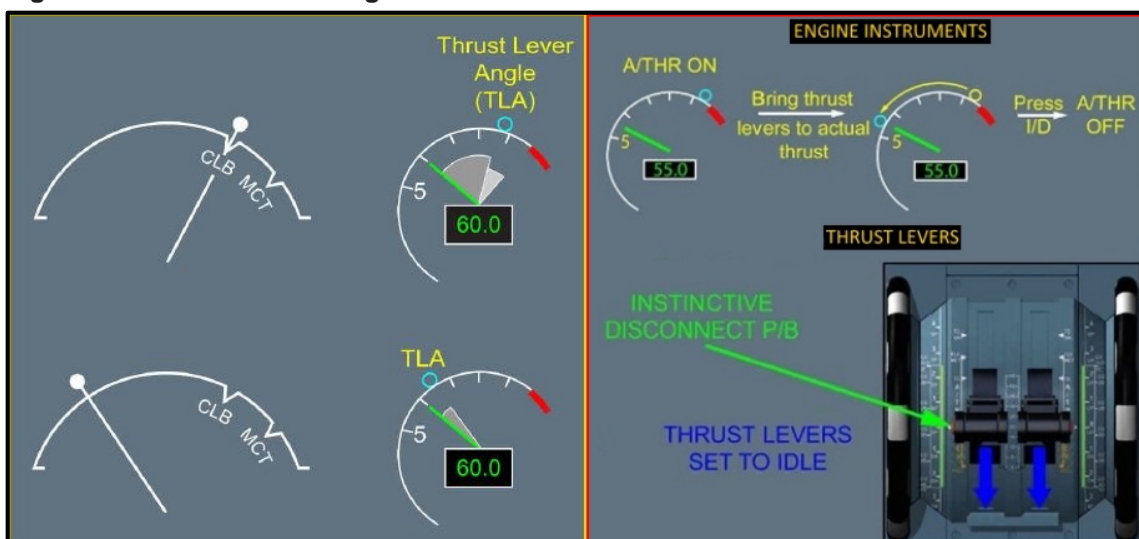 Thrust Lever
Angle
(TLA)
CLB MCT
5
60.0
TLA
CLB MCT
5
60.0
ENGINE INSTRUMENTS
A/THR ON
5
55.0
Bring thrust
levers to actual
thrust
5
55.0
Press
I/D
A/THR
OFF
THRUST LEVERS
INSTINCTIVE
DISCONNECT P/B
THRUST LEVERS
SET TO IDLE